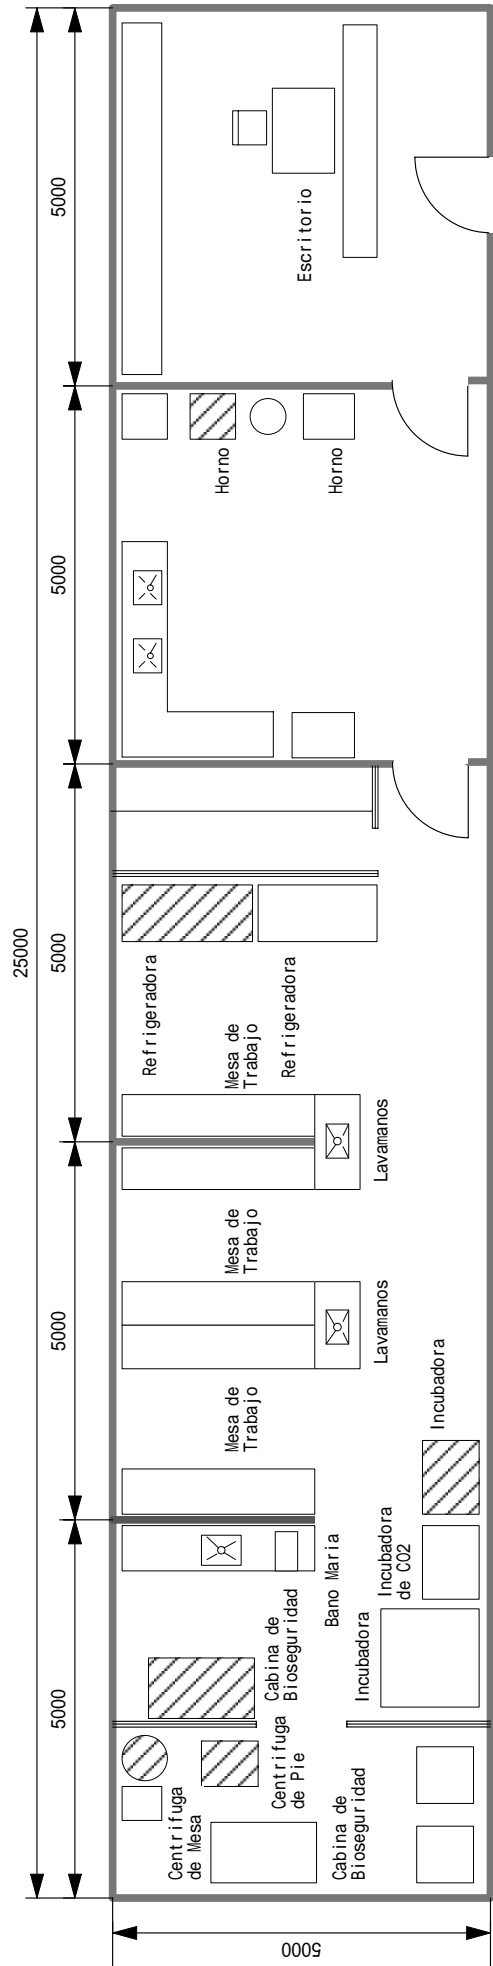 25000
5000
5000
5000
5000
5000
5000
Centrifuga
de Mesa
Centrifuga
de Pie
Cabina de
Bioseguridad
Cabina de
Bioseguridad
Bano Maria
Incubadora
Incubadora
de CO2
Incubadora
Mesa de
Trabajo
Lavamanos
Mesa de
Trabajo
Lavamanos
Mesa de
Trabajo
Refrigeradora
Refrigeradora
Horno
Horno
Escritorio